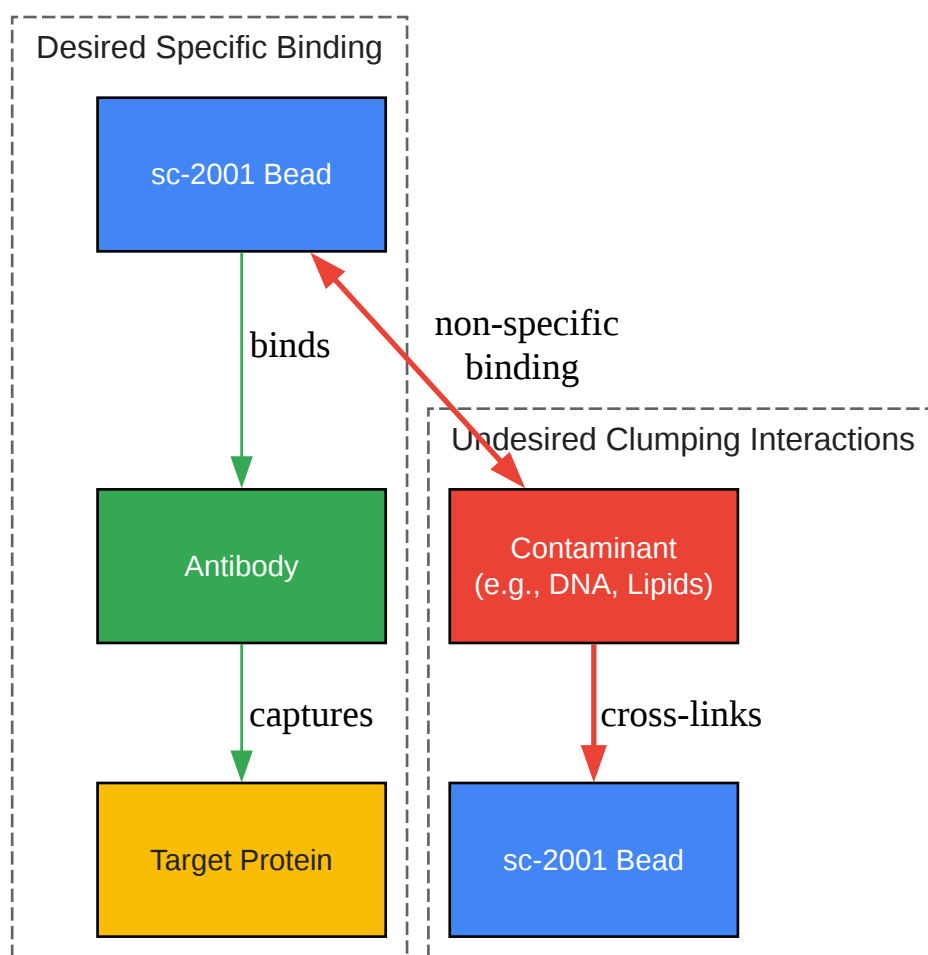 Desired Specific Binding
sc-2001 Bead
binds
non-specific
binding
Undesired Clumping Interactions
Antibody
Contaminant
(e.g., DNA, Lipids)
captures
cross-links
Target Protein
sc-2001 Bead